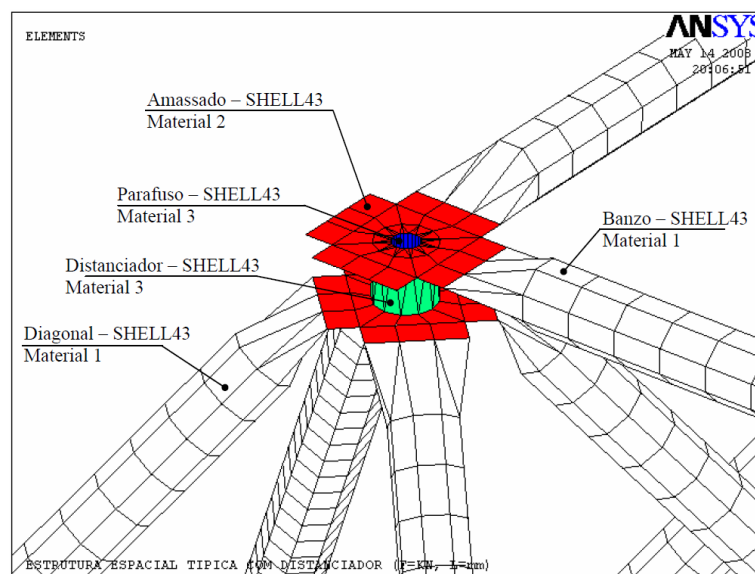 ELEMENTS
ANSYS
MAY 14 2008
20:06:51
Amassado – SHELL43
Material 2
Parafuso – SHELL43
Material 3
Banzo – SHELL43
Material 1
Distanciador – SHELL43
Material 3
Diagonal – SHELL43
Material 1
ESTRUTURA ESPACIAL TIPICA COM DISTANCIADOR (F=KN, L=mm)